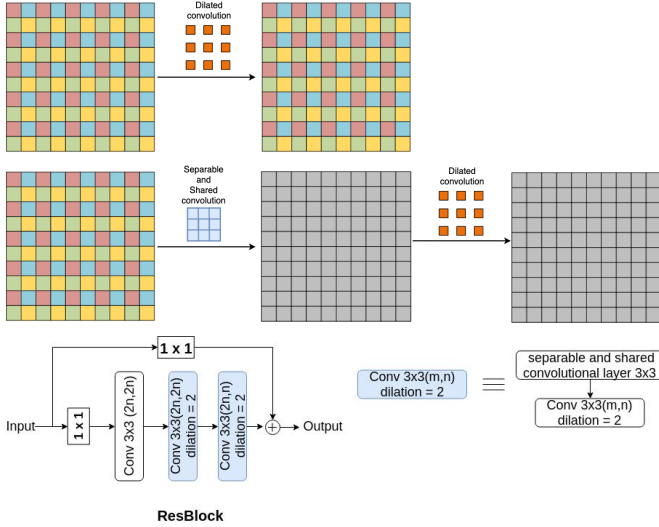 Dilated
convolution
Separable
and
Shared
convolution
Dilated
convolution
1 x 1
Input
1 x 1
Conv 3x3 (2n,2n)
Conv 3x3(2n,2n)
dilation = 2
Conv 3x3(2n,n)
dilation = 2
Output
Conv 3x3(m,n)
dilation = 2
separable and shared
convolutional layer 3x3
Conv 3x3(m,n)
dilation = 2
ResBlock